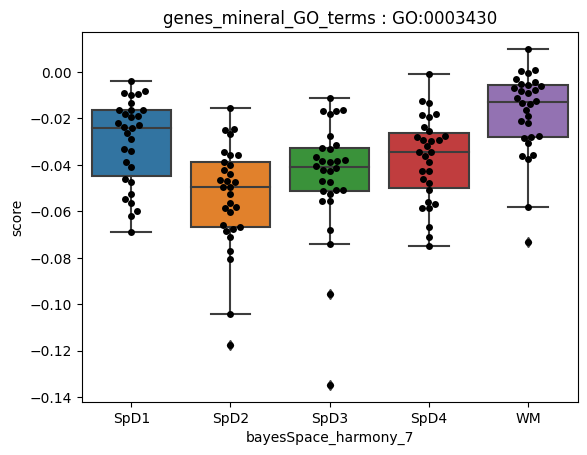 genes_mineral_GO_terms : GO:0003430
score
0.00
−0.02
−0.04
−0.06
−0.08
−0.10
−0.12
−0.14
SpD1 SpD2 SpD3 SpD4 WM
bayesSpace_harmony_7